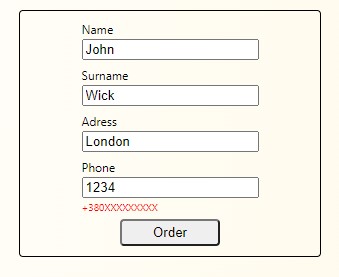 Name
John
Surname
Wick
Adress
London
Phone
1234
+380XXXXXXXXX
Order